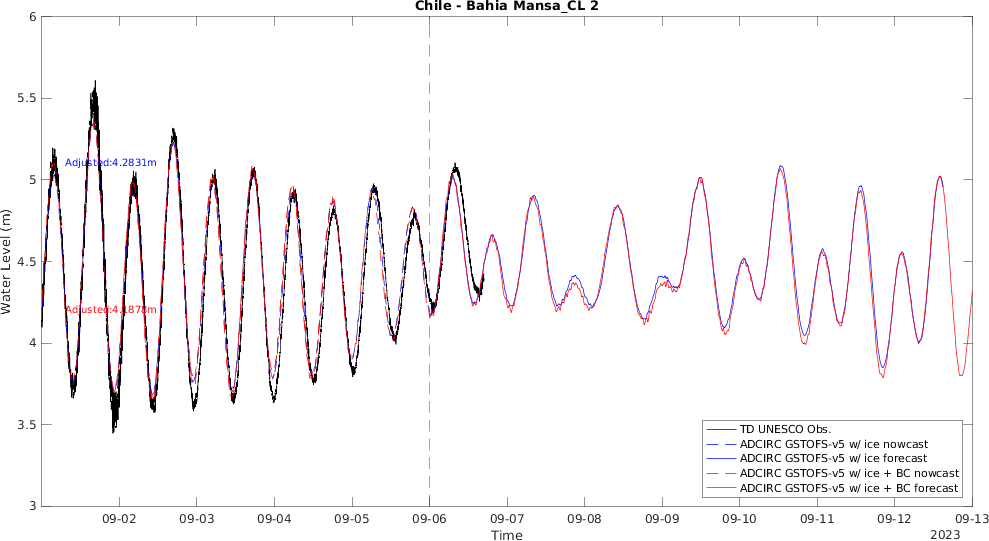 Chile - Bahia Mansa_CL 2
6
5.5
5
4.5
4
3.5
3
Water Level (m)
Adjusted:4.2831m
Adjusted:4.1878m
TD UNESCO Obs.
ADCIRC GSTOFS-v5 w/ ice nowcast
ADCIRC GSTOFS-v5 w/ ice forecast
ADCIRC GSTOFS-v5 w/ ice + BC nowcast
ADCIRC GSTOFS-v5 w/ ice + BC forecast
09-02 09-03 09-04 09-05 09-06 09-07 09-08 09-09 09-10 09-11 09-12 09-13
Time
2023